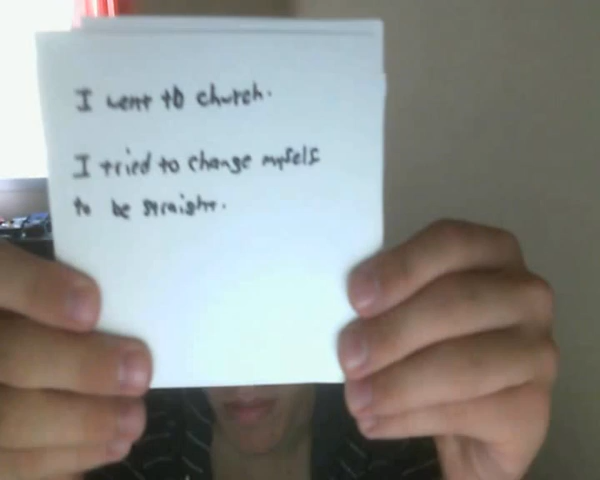 I went to church.
I tried to change myself
to be straight.